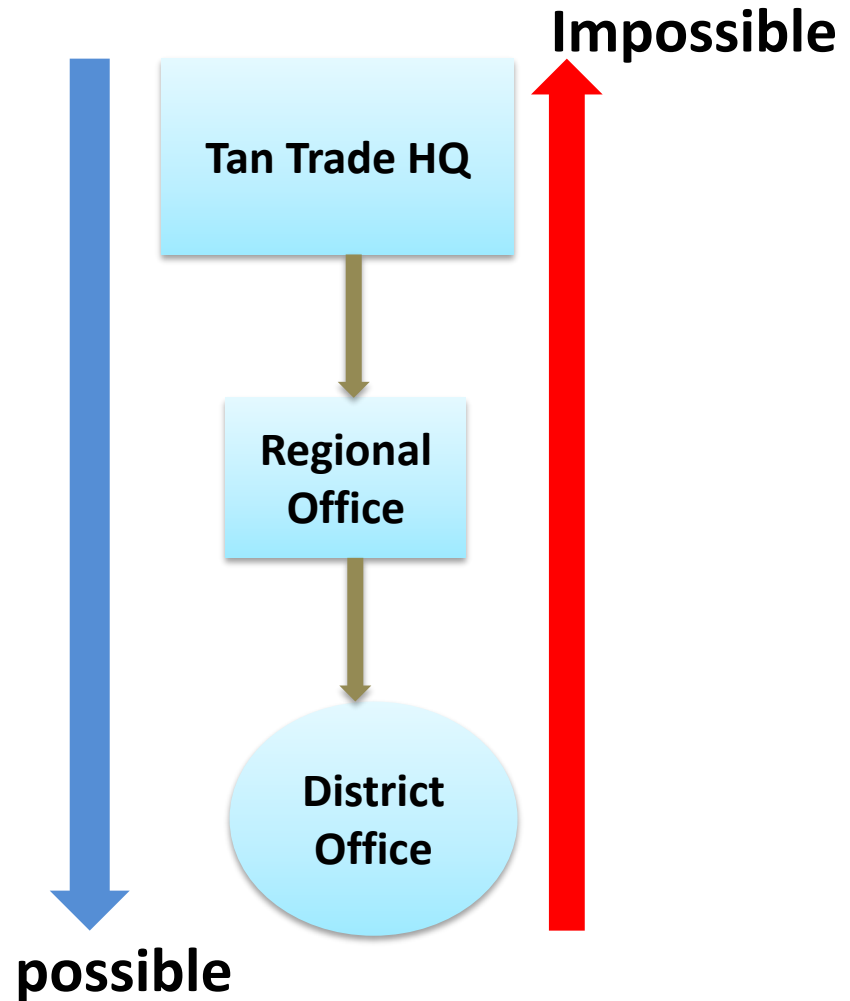 Impossible
Tan Trade HQ
Regional
Office
District
Office
possible